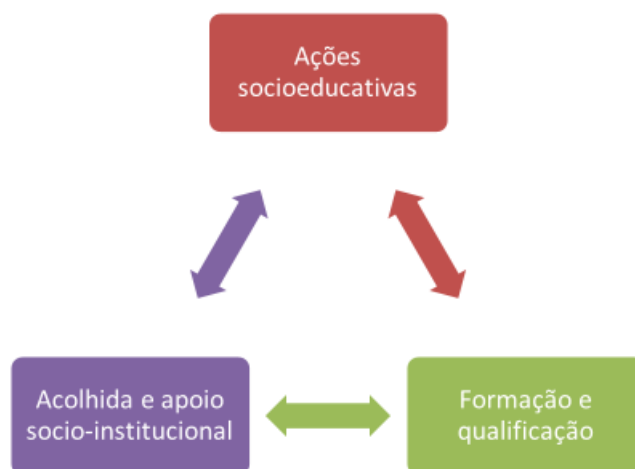 Ações
socioeducativas
Acolhida e apoio
socio-institucional
Formação e
qualificação